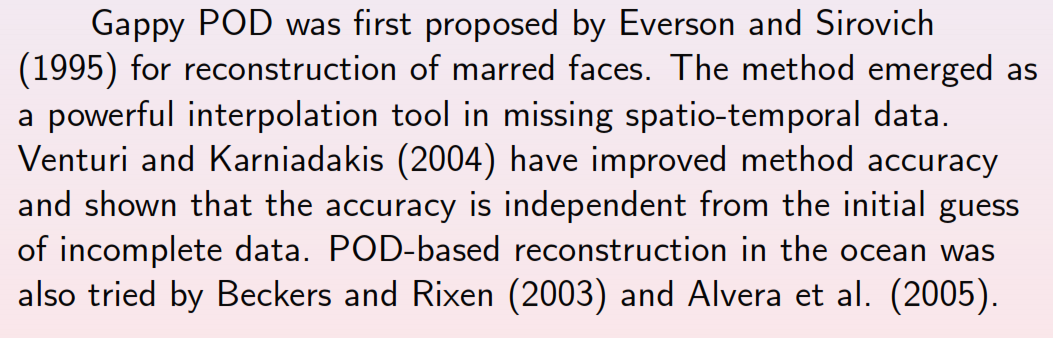 Gappy POD was first proposed by Everson and Sirovich
(1995) for reconstruction of marred faces. The method emerged as
a powerful interpolation tool in missing spatio-temporal data.
Venturi and Karniadakis (2004) have improved method accuracy
and shown that the accuracy is independent from the initial guess
of incomplete data. POD-based reconstruction in the ocean was
also tried by Beckers and Rixen (2003) and Alvera et al. (2005).